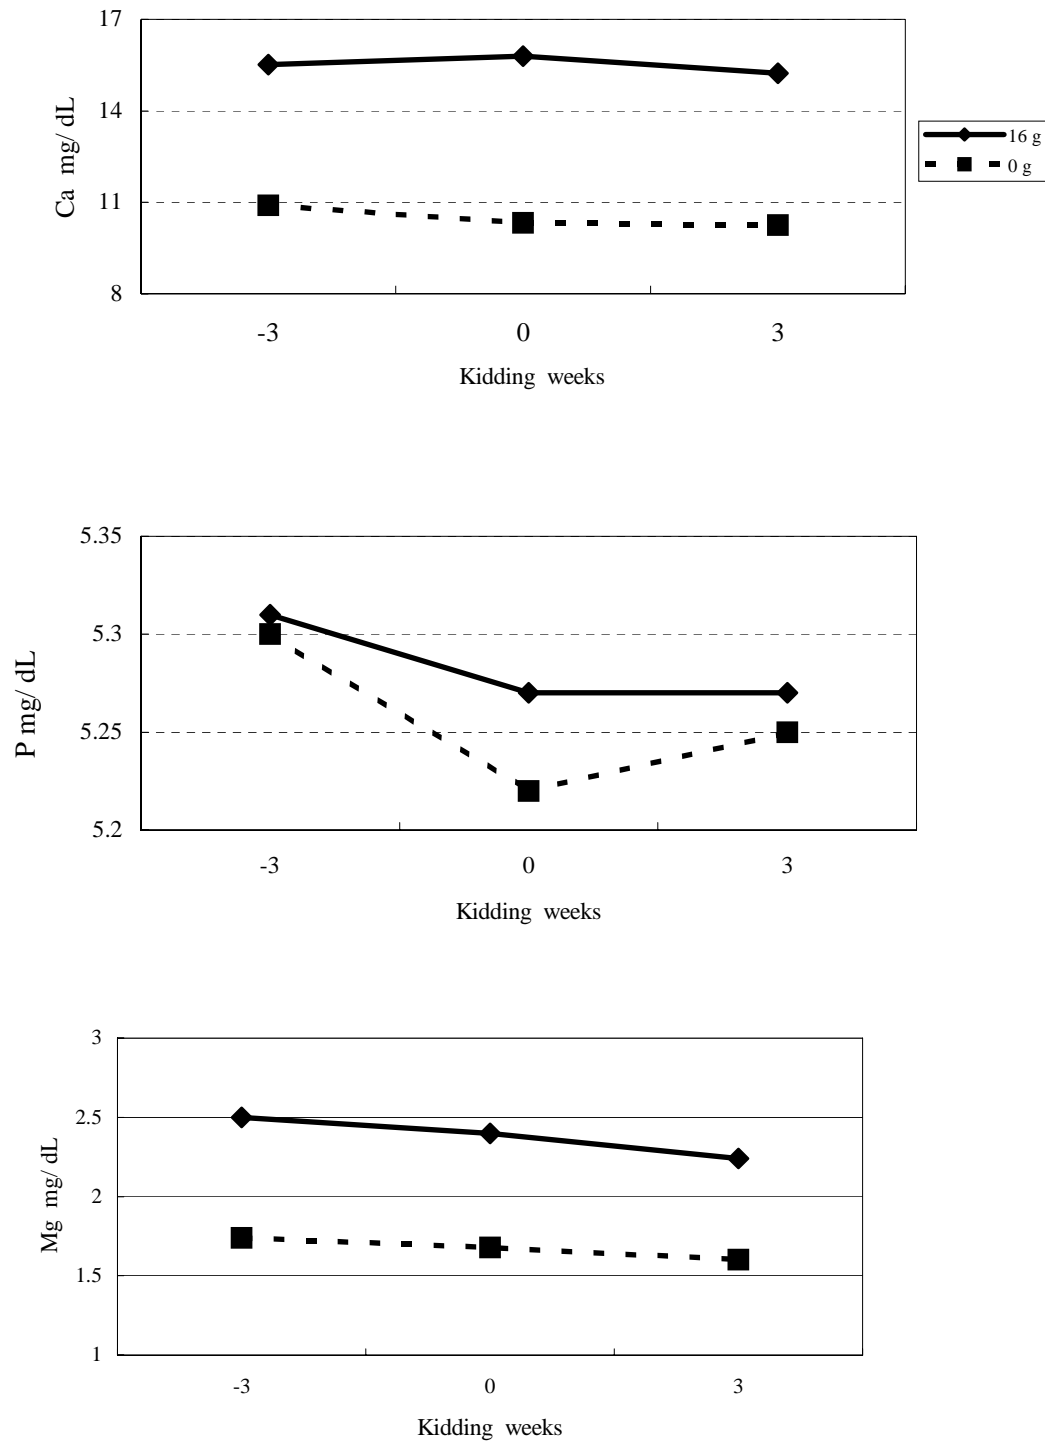 17
14
11
8
Ca mg/ dL
-3 0 3
Kidding weeks
16 g
0 g
5.35
5.3
5.25
5.2
P mg/ dL
-3 0 3
Kidding weeks
3
2.5
2
1.5
1
Mg mg/ dL
-3 0 3
Kidding weeks